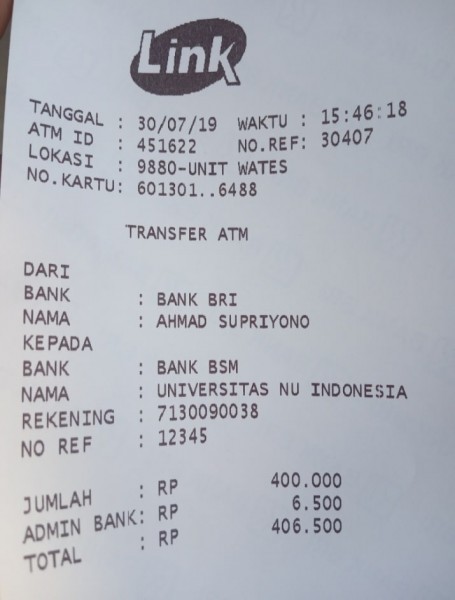 Link
TANGGAL : 30/07/19 WAKTU : 15:46:18
ATM ID : 451622 NO.REF: 30407
LOKASI : 9880-UNIT WATES
NO.KARTU: 601301..6488
TRANSFER ATM
DARI
BANK : BANK BRI
NAMA : AHMAD SUPRIYONO
KEPADA
BANK : BANK BSM
NAMA : UNIVERSITAS NU INDONESIA
REKENING : 7130090038
NO REF : 12345
JUMLAH : RP 400.000
ADMIN BANK: RP 6.500
TOTAL : RP 406.500